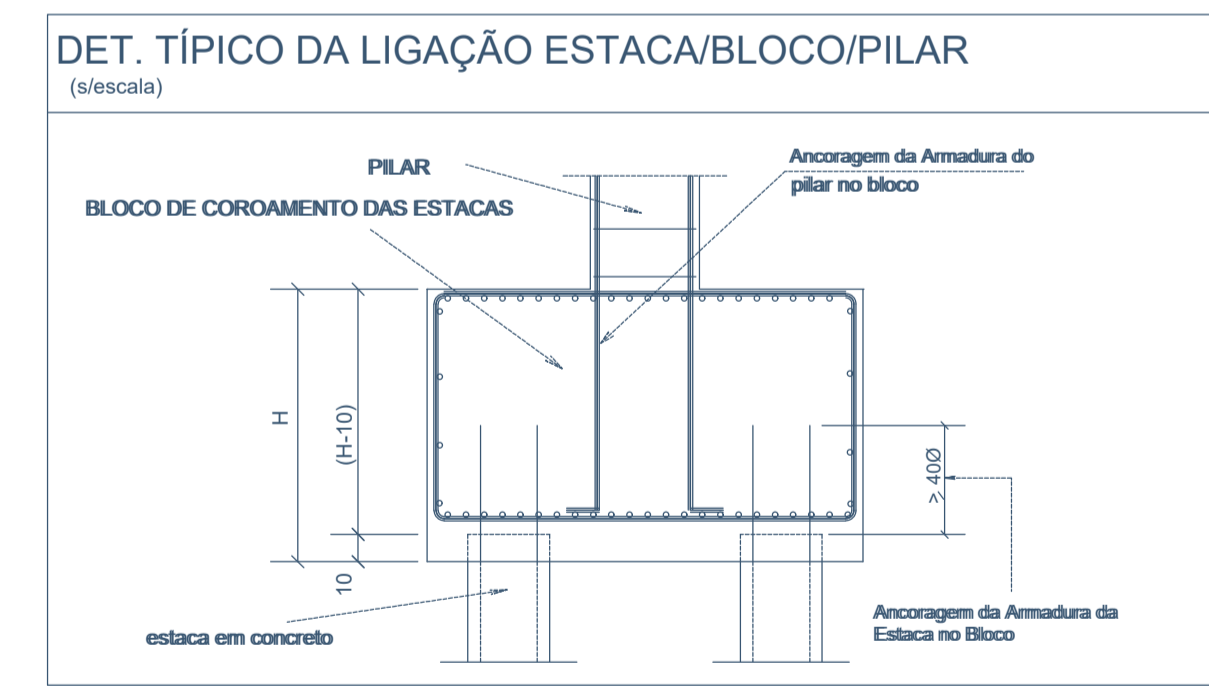 DET. TÍPICO DA LIGAÇÃO ESTACA/BLOCO/PILAR
(s/escala)
PILAR
Ancoragem da Armadura do
pilar no bloco
BLOCO DE COROAMENTO DAS ESTACAS
H
(H-10)
10
> 40Ø
estaca em concreto
Ancoragem da Armadura da
Estaca no Bloco